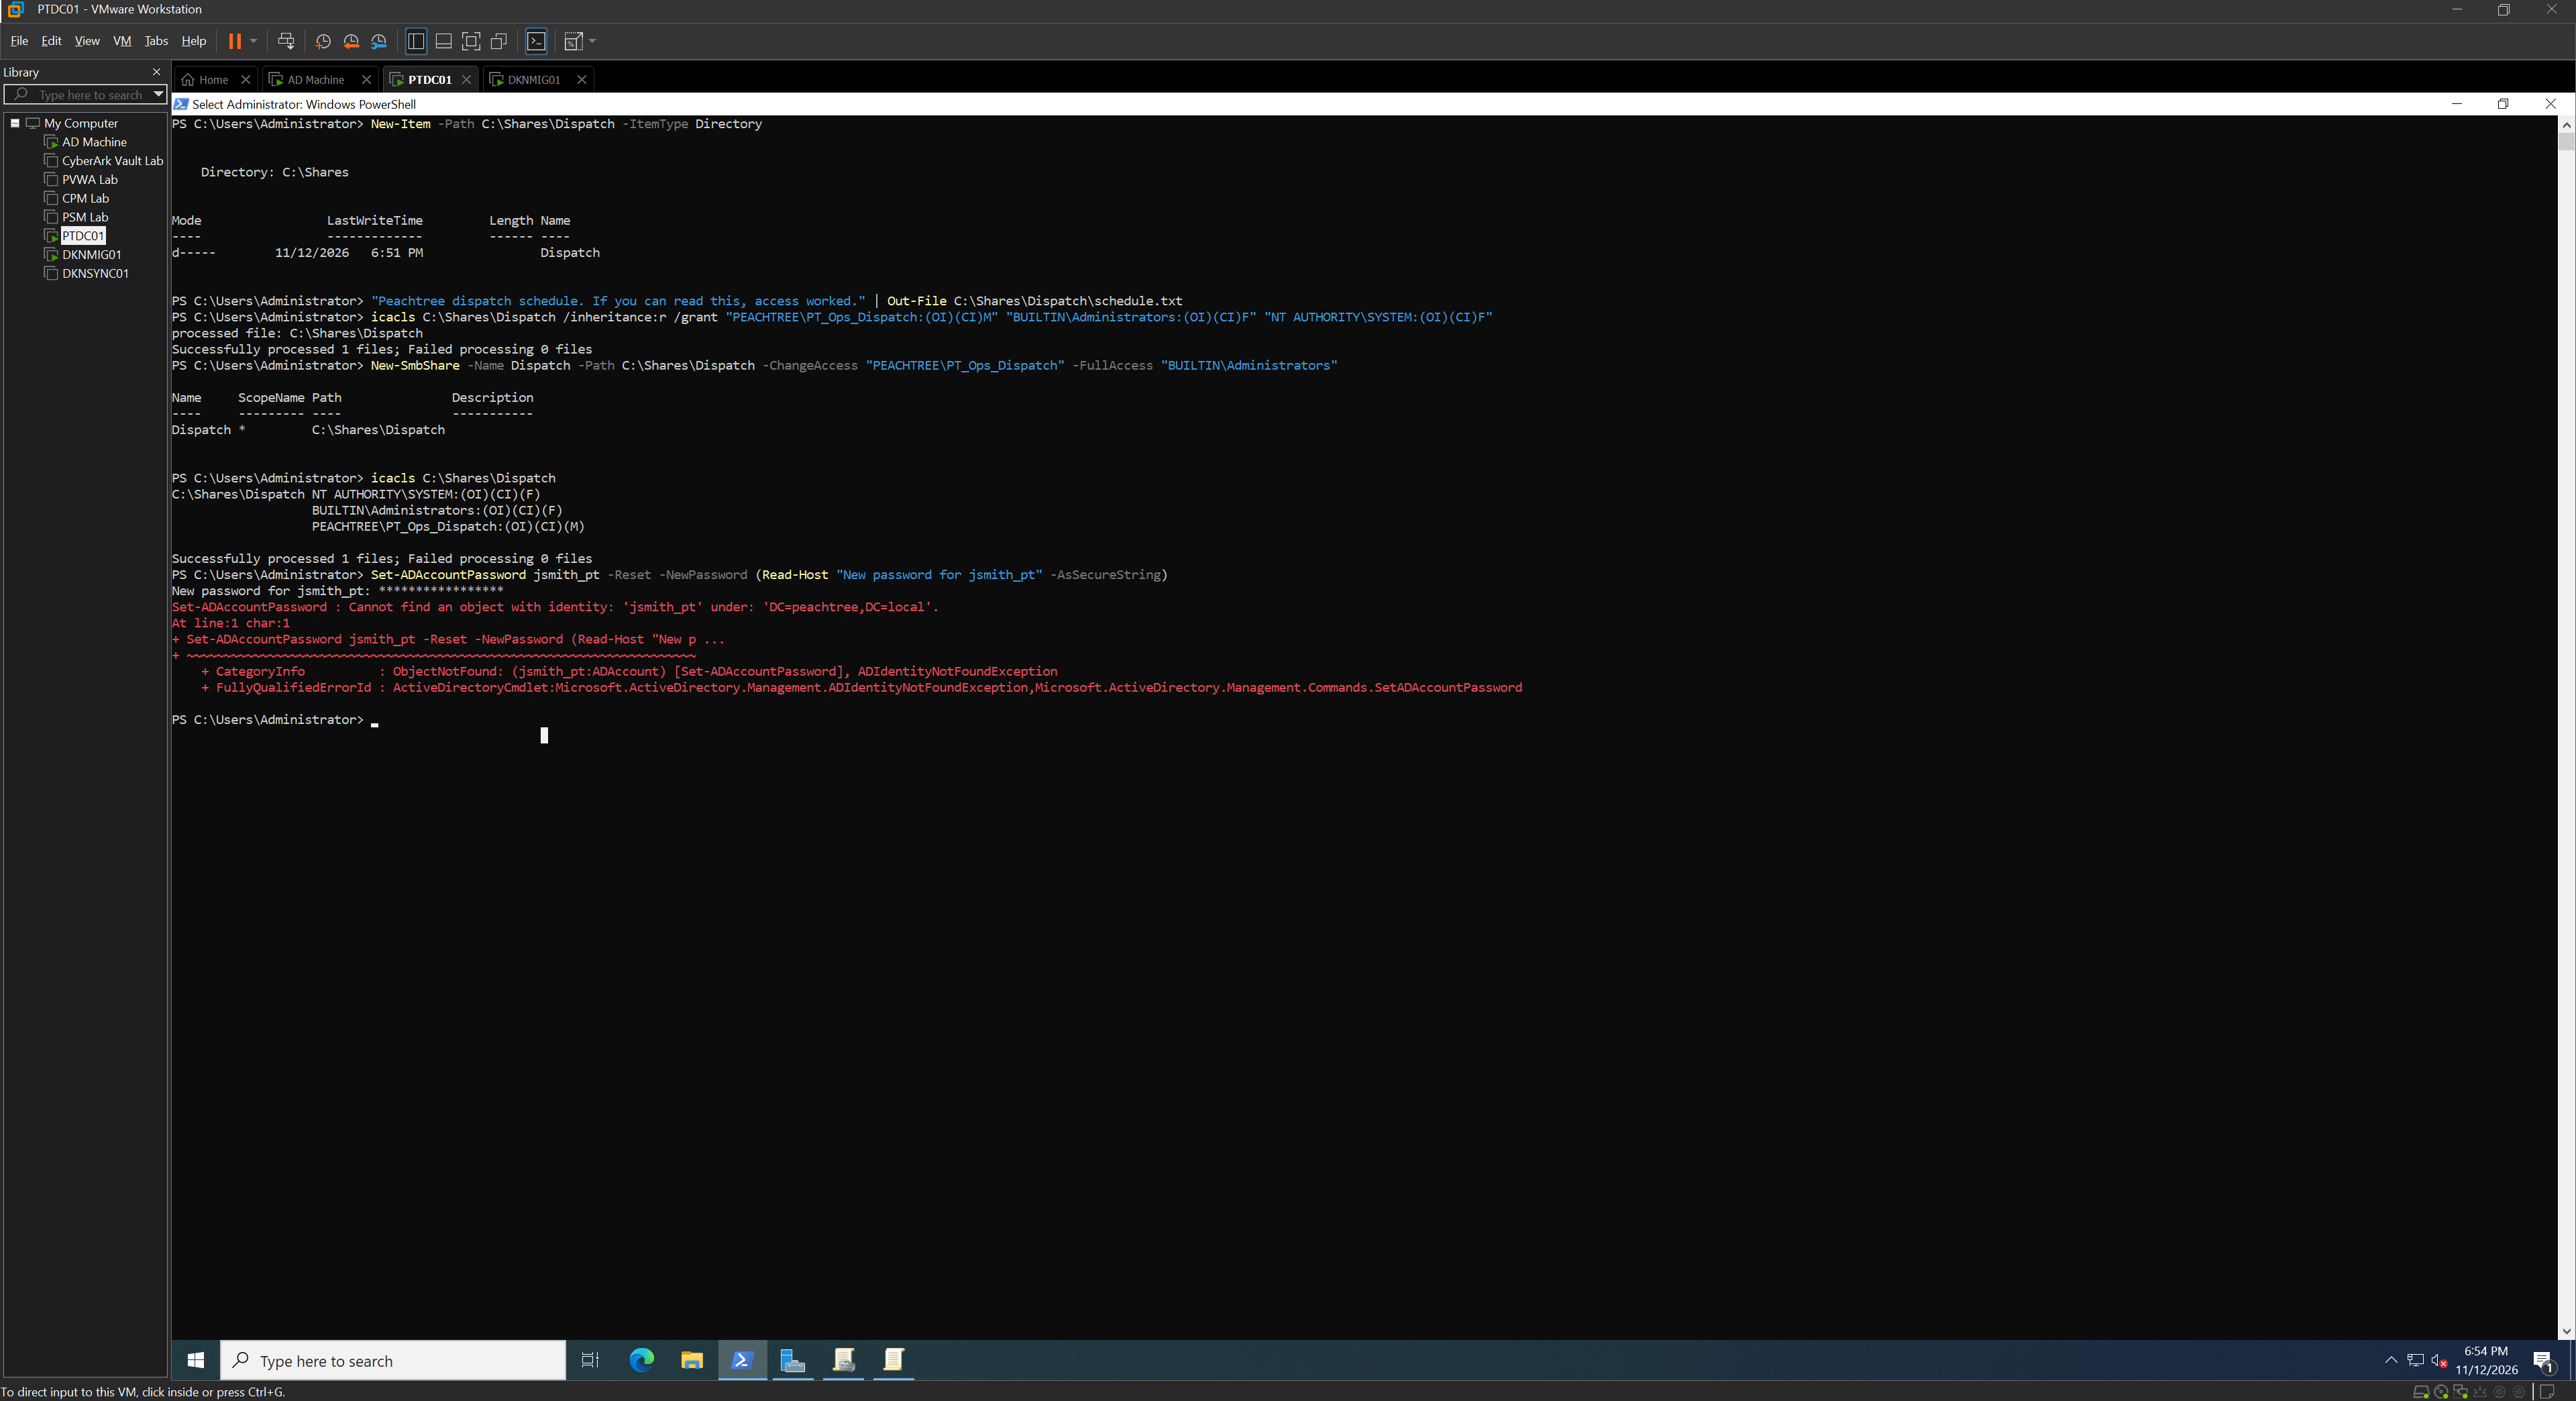 PTDC01 - VMware Workstation
File Edit View VM Tabs Help
Library
Type here to search
My Computer
AD Machine
CyberArk Vault Lab
PVWA Lab
CPM Lab
PSM Lab
PTDC01
DKNMIG01
DKNSYNC01
Home AD Machine PTDC01 DKNMIG01
Select Administrator: Windows PowerShell
PS C:\Users\Administrator> New-Item -Path C:\Shares\Dispatch -ItemType Directory
Directory: C:\Shares
Mode LastWriteTime Length Name
---- ------------- ------ ----
d----- 11/12/2026 6:51 PM Dispatch
PS C:\Users\Administrator> "Peachtree dispatch schedule. If you can read this, access worked." | Out-File C:\Shares\Dispatch\schedule.txt
PS C:\Users\Administrator> icacls C:\Shares\Dispatch /inheritance:r /grant "PEACHTREE\PT_Ops_Dispatch:(OI)(CI)M" "BUILTIN\Administrators:(OI)(CI)F" "NT AUTHORITY\SYSTEM:(OI)(CI)F"
processed file: C:\Shares\Dispatch
Successfully processed 1 files; Failed processing 0 files
PS C:\Users\Administrator> New-SmbShare -Name Dispatch -Path C:\Shares\Dispatch -ChangeAccess "PEACHTREE\PT_Ops_Dispatch" -FullAccess "BUILTIN\Administrators"
Name ScopeName Path Description
---- --------- ---- -----------
Dispatch * C:\Shares\Dispatch
PS C:\Users\Administrator> icacls C:\Shares\Dispatch
C:\Shares\Dispatch NT AUTHORITY\SYSTEM:(OI)(CI)(F)
BUILTIN\Administrators:(OI)(CI)(F)
PEACHTREE\PT_Ops_Dispatch:(OI)(CI)(M)
Successfully processed 1 files; Failed processing 0 files
PS C:\Users\Administrator> Set-ADAccountPassword jsmith_pt -Reset -NewPassword (Read-Host "New password for jsmith_pt" -AsSecureString)
New password for jsmith_pt: *****************
Set-ADAccountPassword : Cannot find an object with identity: 'jsmith_pt' under: 'DC=peachtree,DC=local'.
At line:1 char:1
+ Set-ADAccountPassword jsmith_pt -Reset -NewPassword (Read-Host "New p ...
+ ~~~~~~~~~~~~~~~~~~~~~~~~~~~~~~~~~~~~~~~~~~~~~~~~~~~~~~~~~~~~~~~~~~~~~
+ CategoryInfo : ObjectNotFound: (jsmith_pt:ADAccount) [Set-ADAccountPassword], ADIdentityNotFoundException
+ FullyQualifiedErrorId : ActiveDirectoryCmdlet:Microsoft.ActiveDirectory.Management.ADIdentityNotFoundException,Microsoft.ActiveDirectory.Management.Commands.SetADAccountPassword
PS C:\Users\Administrator>
Type here to search
6:54 PM
11/12/2026
1
To direct input to this VM, click inside or press Ctrl+G.